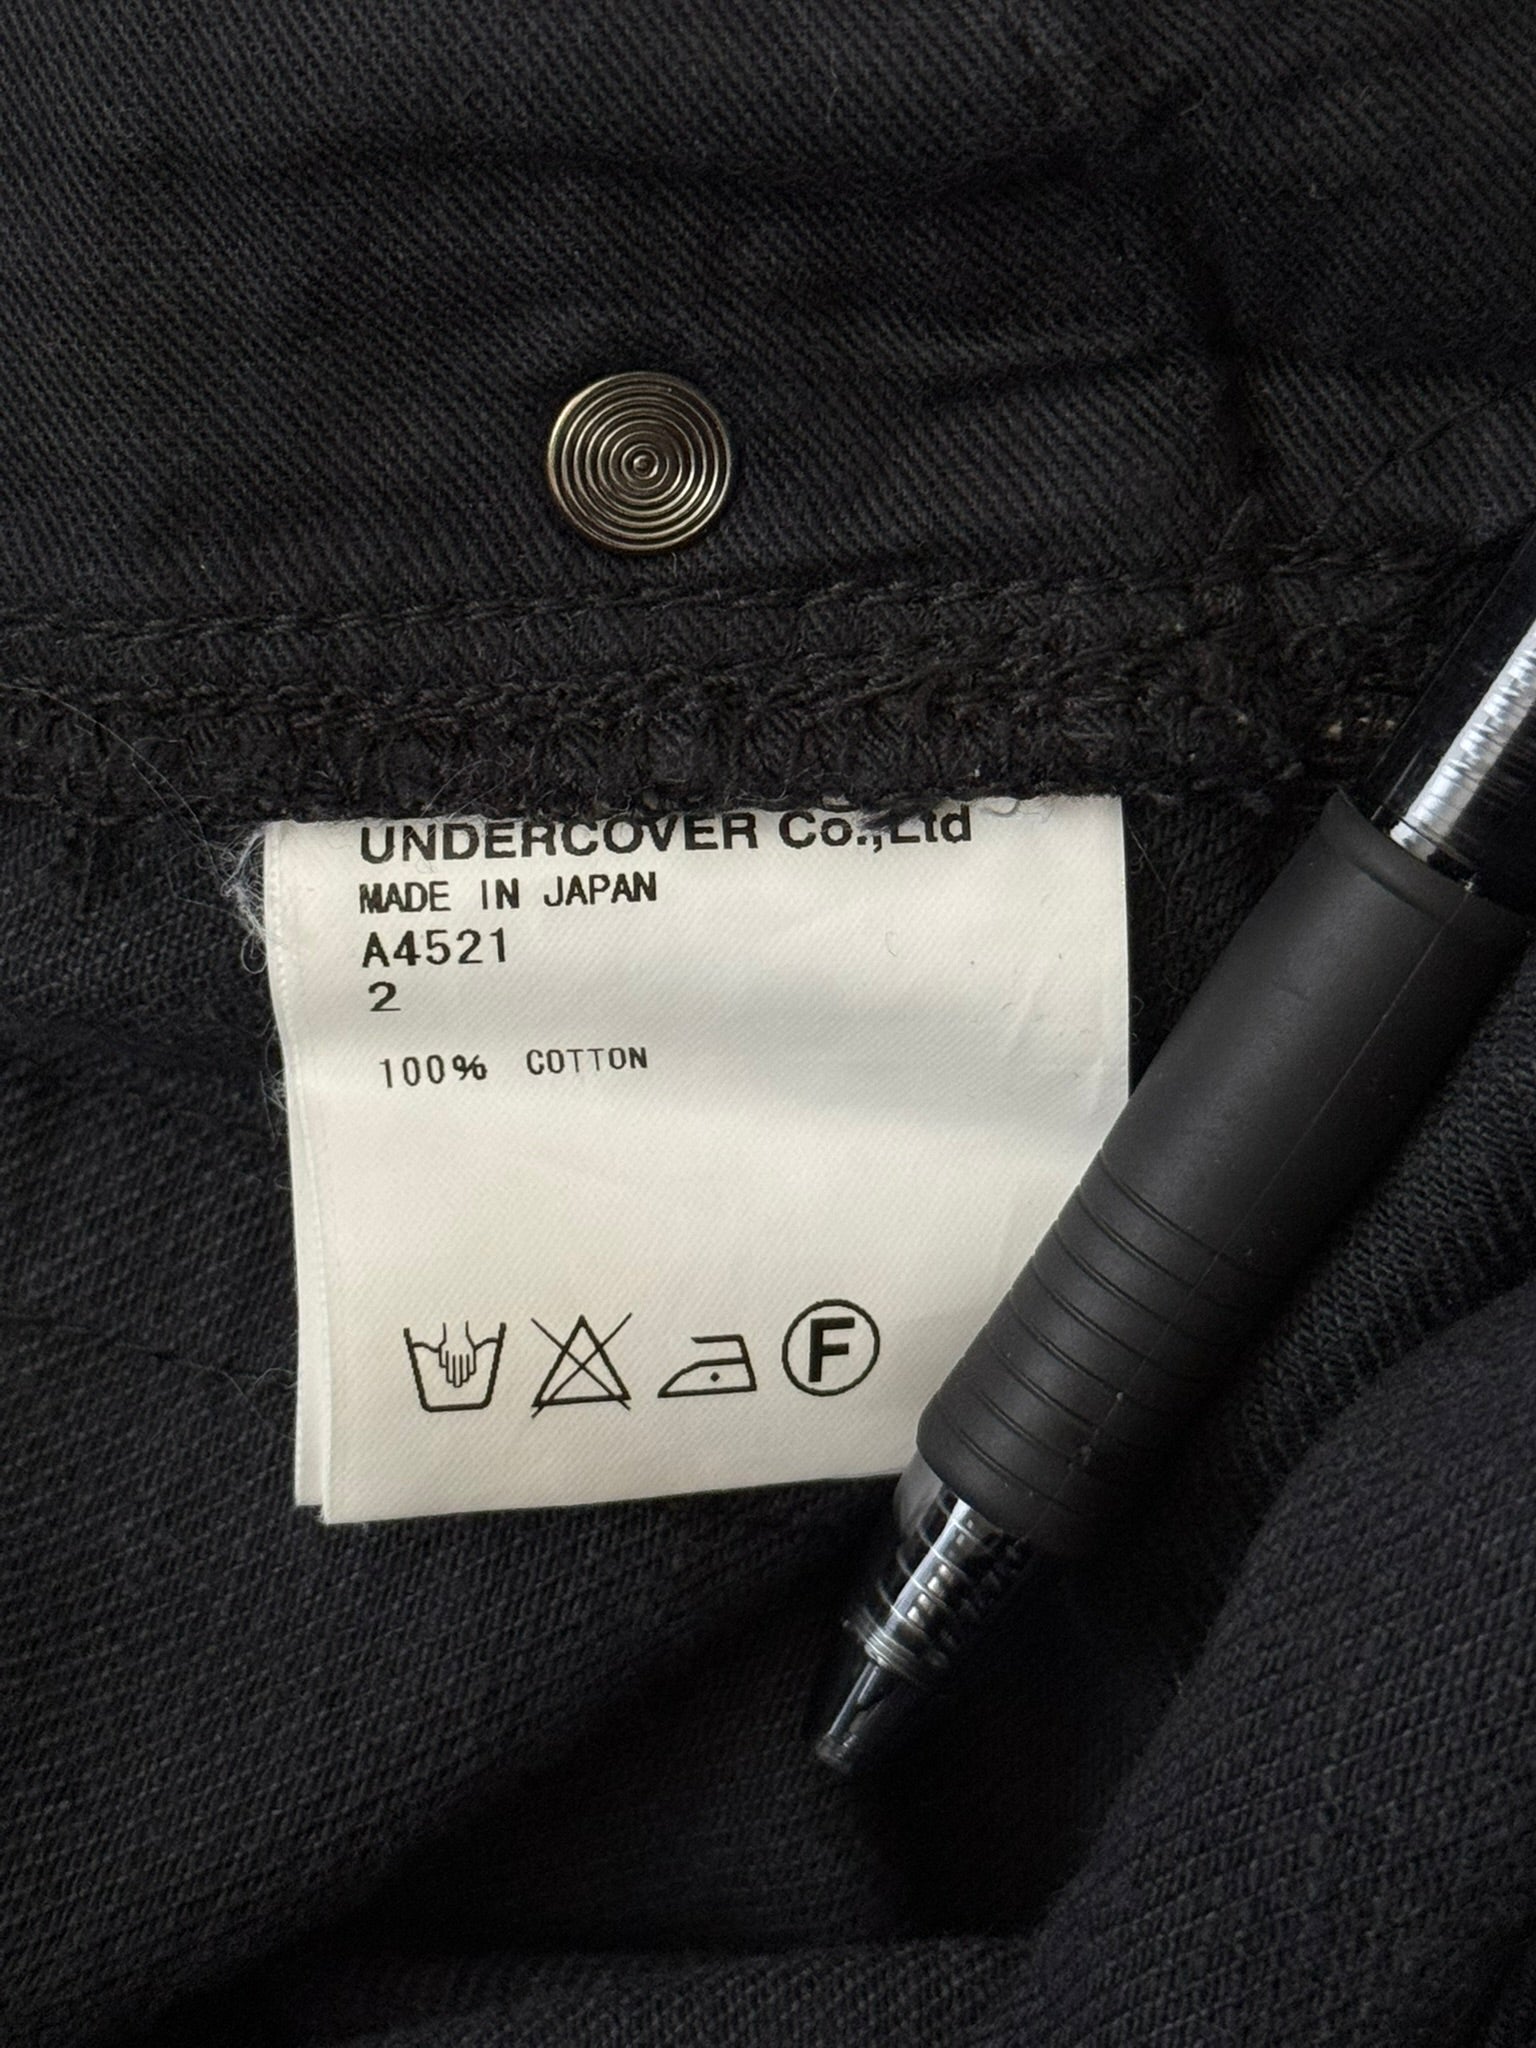 UNDERCOVER Co.,Ltd
MADE IN JAPAN
A4521
2
100% COTTON
F